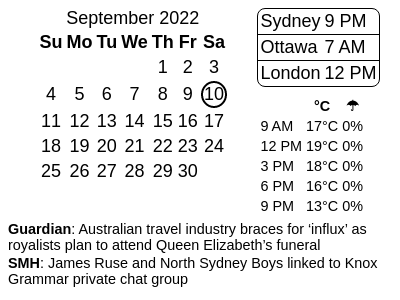 September 2022
Su Mo Tu We Th Fr Sa
1 2 3
4 5 6 7 8 9 10
11 12 13 14 15 16 17
18 19 20 21 22 23 24
25 26 27 28 29 30
Sydney 9 PM
Ottawa 7 AM
London 12 PM
°C ☂
9 AM 17°C 0%
12 PM 19°C 0%
3 PM 18°C 0%
6 PM 16°C 0%
9 PM 13°C 0%
Guardian: Australian travel industry braces for ‘influx’ as
royalists plan to attend Queen Elizabeth’s funeral
SMH: James Ruse and North Sydney Boys linked to Knox
Grammar private chat group